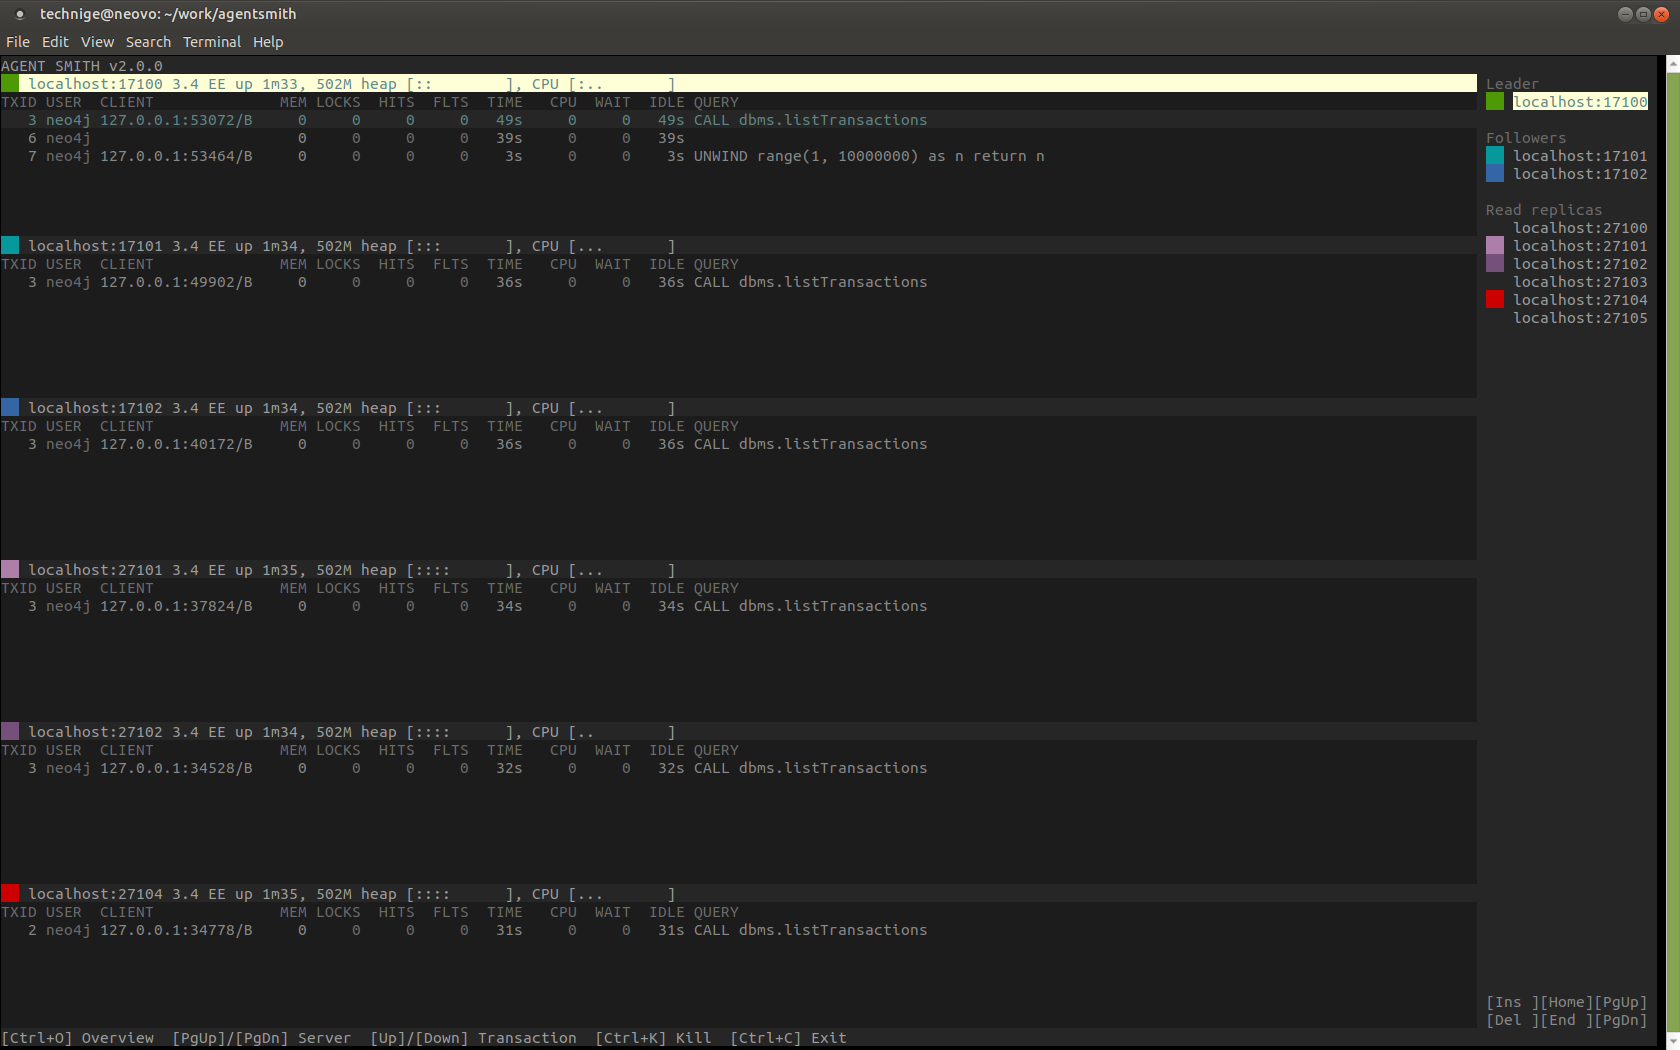 technige@neovo: ~/work/agentsmith
File Edit View Search Terminal Help
AGENT SMITH v2.0.0
localhost:17100 3.4 EE up 1m33, 502M heap [::        ], CPU [:..       ]
TXID USER  CLIENT              MEM LOCKS  HITS  FLTS  TIME   CPU  WAIT  IDLE QUERY
3 neo4j 127.0.0.1:53072/B     0     0     0     0   49s     0     0   49s CALL dbms.listTransactions
6 neo4j                       0     0     0     0   39s     0     0   39s
7 neo4j 127.0.0.1:53464/B     0     0     0     0    3s     0     0    3s UNWIND range(1, 10000000) as n return n
localhost:17101 3.4 EE up 1m34, 502M heap [:::       ], CPU [...       ]
TXID USER  CLIENT              MEM LOCKS  HITS  FLTS  TIME   CPU  WAIT  IDLE QUERY
3 neo4j 127.0.0.1:49902/B     0     0     0     0   36s     0     0   36s CALL dbms.listTransactions
localhost:17102 3.4 EE up 1m34, 502M heap [:::       ], CPU [...       ]
TXID USER  CLIENT              MEM LOCKS  HITS  FLTS  TIME   CPU  WAIT  IDLE QUERY
3 neo4j 127.0.0.1:40172/B     0     0     0     0   36s     0     0   36s CALL dbms.listTransactions
localhost:27101 3.4 EE up 1m35, 502M heap [::::      ], CPU [...       ]
TXID USER  CLIENT              MEM LOCKS  HITS  FLTS  TIME   CPU  WAIT  IDLE QUERY
3 neo4j 127.0.0.1:37824/B     0     0     0     0   34s     0     0   34s CALL dbms.listTransactions
localhost:27102 3.4 EE up 1m34, 502M heap [::::      ], CPU [..        ]
TXID USER  CLIENT              MEM LOCKS  HITS  FLTS  TIME   CPU  WAIT  IDLE QUERY
3 neo4j 127.0.0.1:34528/B     0     0     0     0   32s     0     0   32s CALL dbms.listTransactions
localhost:27104 3.4 EE up 1m35, 502M heap [::::      ], CPU [...       ]
TXID USER  CLIENT              MEM LOCKS  HITS  FLTS  TIME   CPU  WAIT  IDLE QUERY
2 neo4j 127.0.0.1:34778/B     0     0     0     0   31s     0     0   31s CALL dbms.listTransactions
Leader
localhost:17100
Followers
localhost:17101
localhost:17102
Read replicas
localhost:27100
localhost:27101
localhost:27102
localhost:27103
localhost:27104
localhost:27105
[Ins ][Home][PgUp]
[Del ][End ][PgDn]
[Ctrl+O] Overview  [PgUp]/[PgDn] Server  [Up]/[Down] Transaction  [Ctrl+K] Kill  [Ctrl+C] Exit